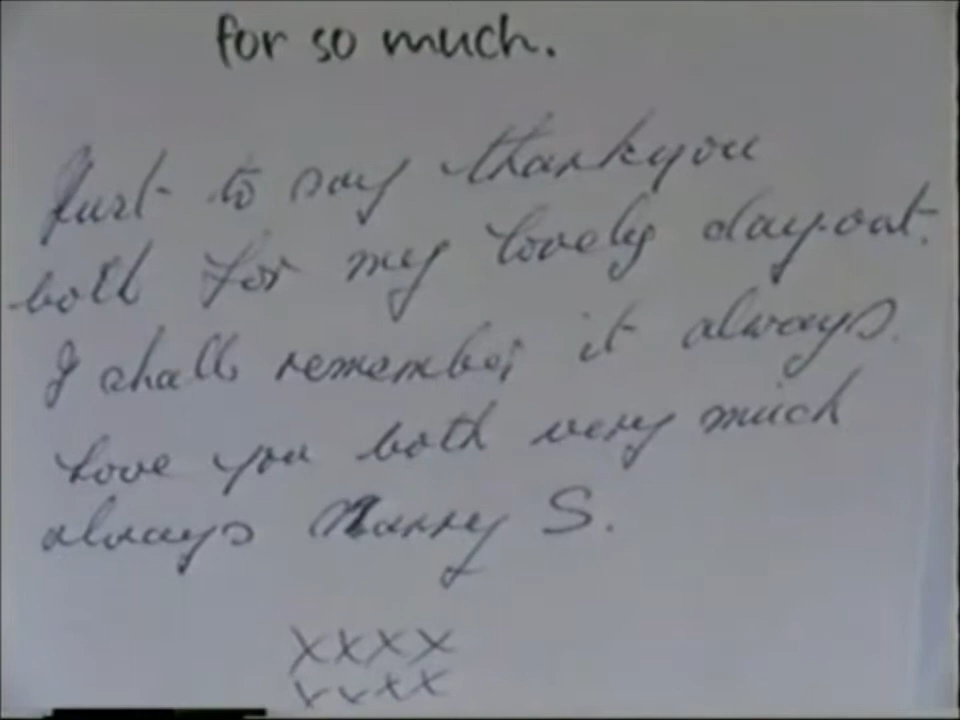 for so much.
Just to say thankyou
both for my lovely day-out.
I shall remember it always.
Love you both very much
always Nanny S.
xxxx
xxxx